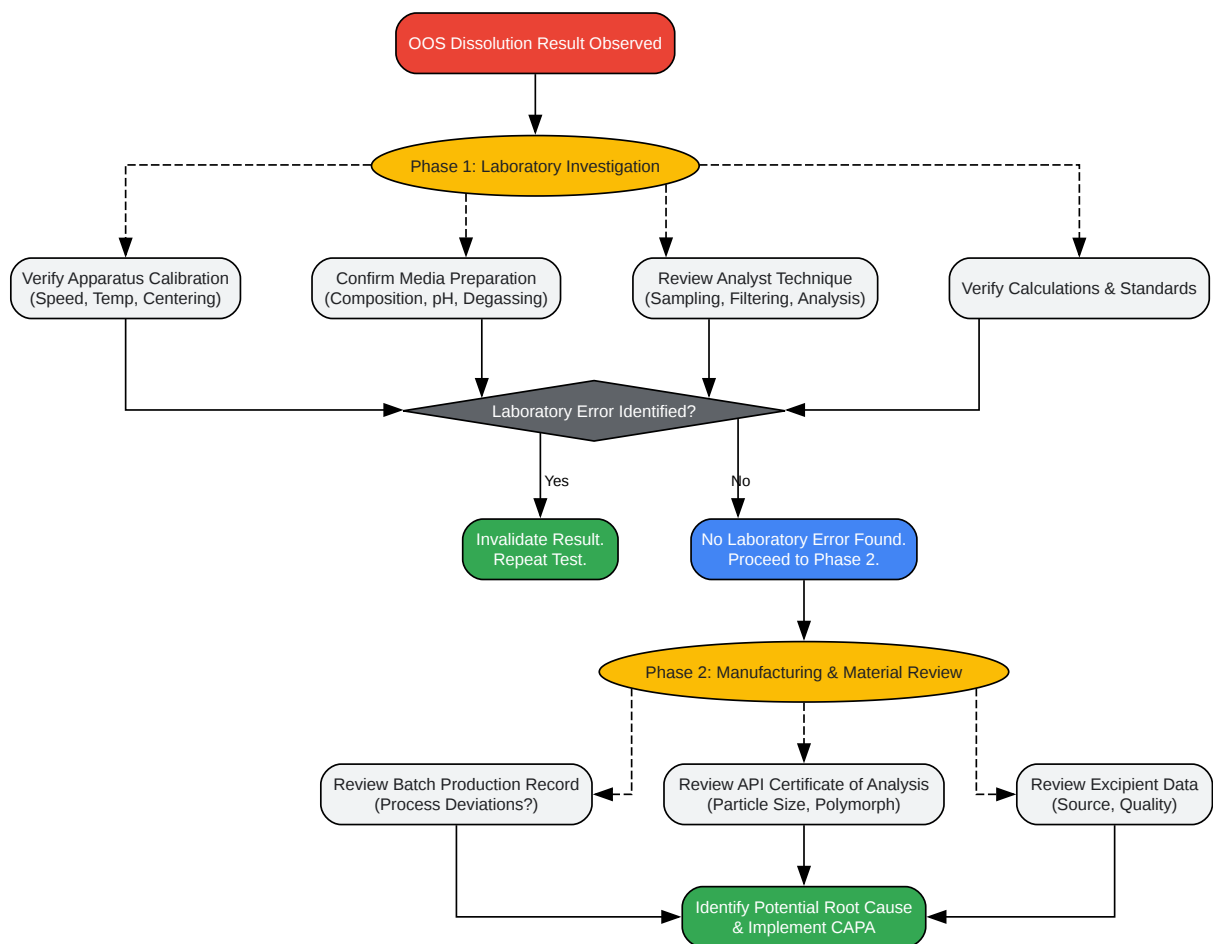 OOS Dissolution Result Observed
Phase 1: Laboratory Investigation
Verify Apparatus Calibration
(Speed, Temp, Centering)
Confirm Media Preparation
(Composition, pH, Degassing)
Review Analyst Technique
(Sampling, Filtering, Analysis)
Verify Calculations & Standards
Laboratory Error Identified?
Yes
No
Invalidate Result.
Repeat Test.
No Laboratory Error Found.
Proceed to Phase 2.
Phase 2: Manufacturing & Material Review
Review Batch Production Record
(Process Deviations?)
Review API Certificate of Analysis
(Particle Size, Polymorph)
Review Excipient Data
(Source, Quality)
Identify Potential Root Cause
& Implement CAPA